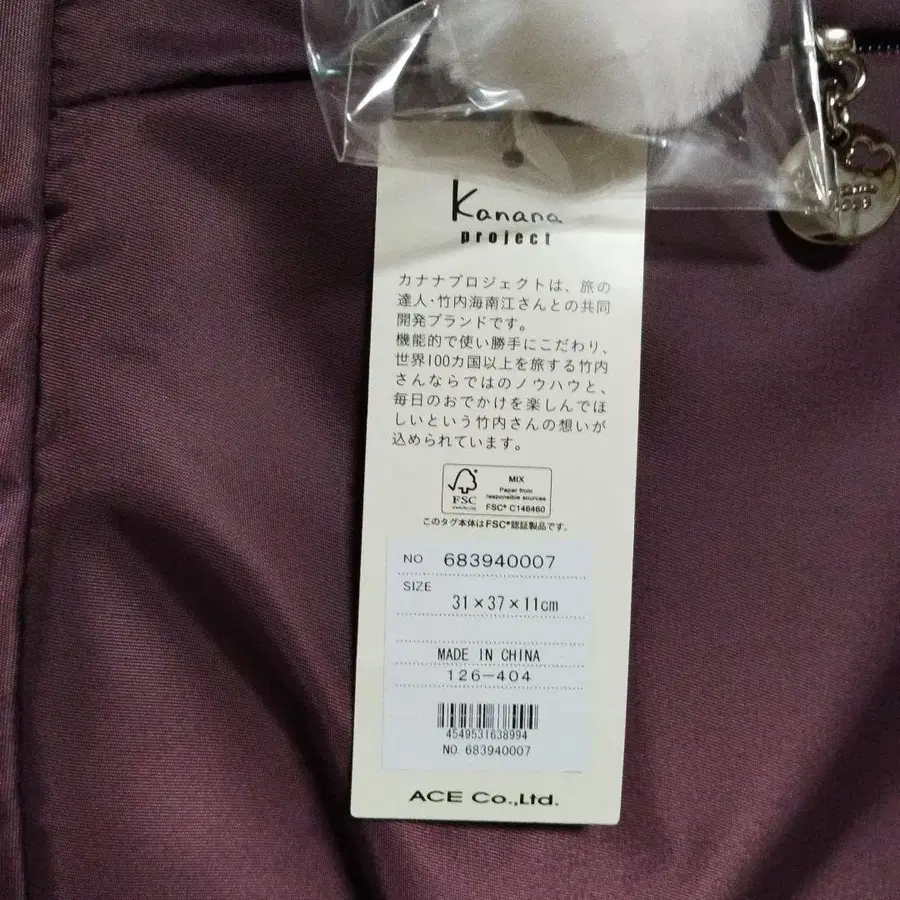 Kanana
project
カナナプロジェクトは、旅の
達人・竹内海南江さんとの共同
開発ブランドです。
機能的で使い勝手にこだわり、
世界100カ国以上を旅する竹内
さんならではのノウハウと、
毎日のおでかけを楽しんでほ
しいという竹内さんの想いが
込められています。
FSC
MIX
Paper from
responsible sources
FSC® C146460
このタグ本体はFSC®認証製品です。
NO 683940007
SIZE
31×37×11cm
MADE IN CHINA
126-404
4549531638994
NO. 683940007
ACE Co.,Ltd.